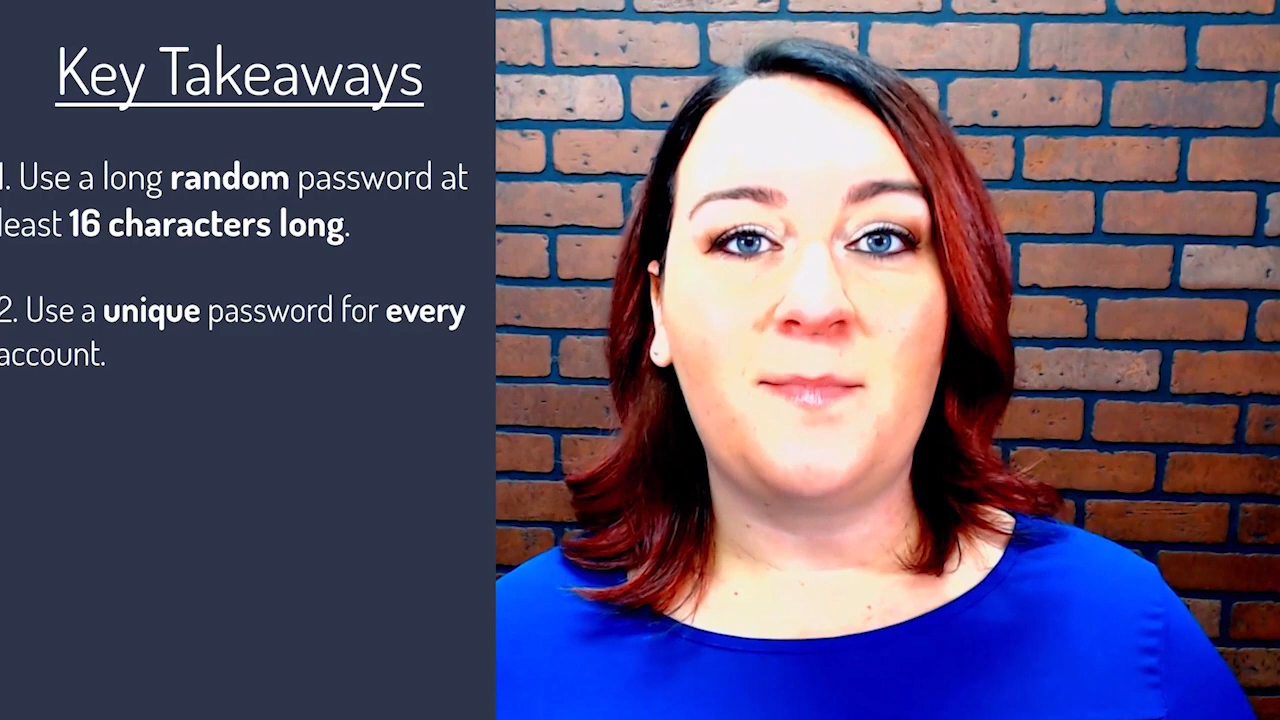 Key Takeaways
1. Use a long random password at
least 16 characters long.
2. Use a unique password for every
account.